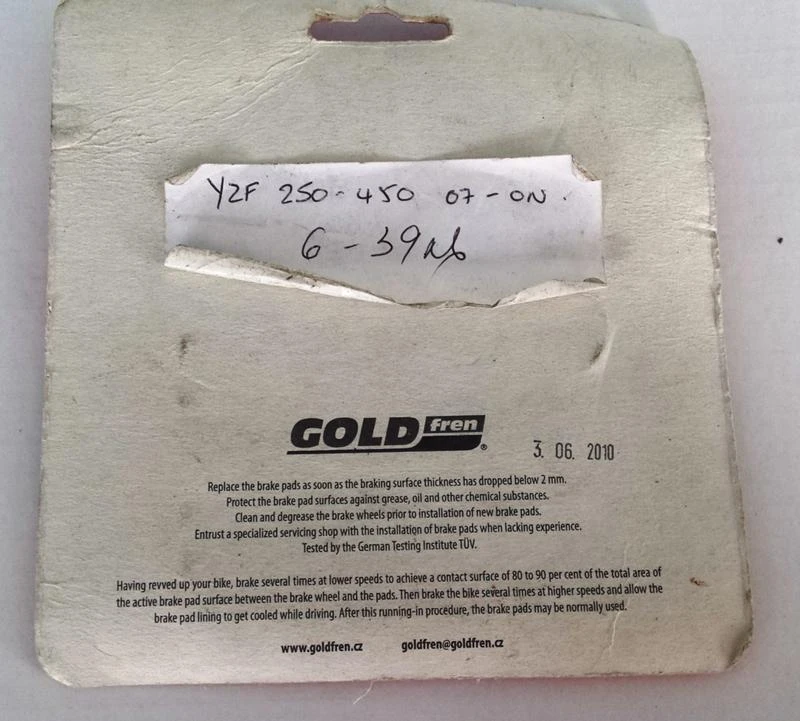 YZF 250-450 07-ON.
6-39
GOLDfren®
3. 06. 2010
Replace the brake pads as soon as the braking surface thickness has dropped below 2 mm.
Protect the brake pad surfaces against grease, oil and other chemical substances.
Clean and degrease the brake wheels prior to installation of new brake pads.
Entrust a specialized servicing shop with the installation of brake pads when lacking experience.
Tested by the German Testing Institute TÜV.
Having revved up your bike, brake several times at lower speeds to achieve a contact surface of 80 to 90 per cent of the total area of
the active brake pad surface between the brake wheel and the pads. Then brake the bike several times at higher speeds and allow the
brake pad lining to get cooled while driving. After this running-in procedure, the brake pads may be normally used.
www.goldfren.cz goldfren@goldfren.cz